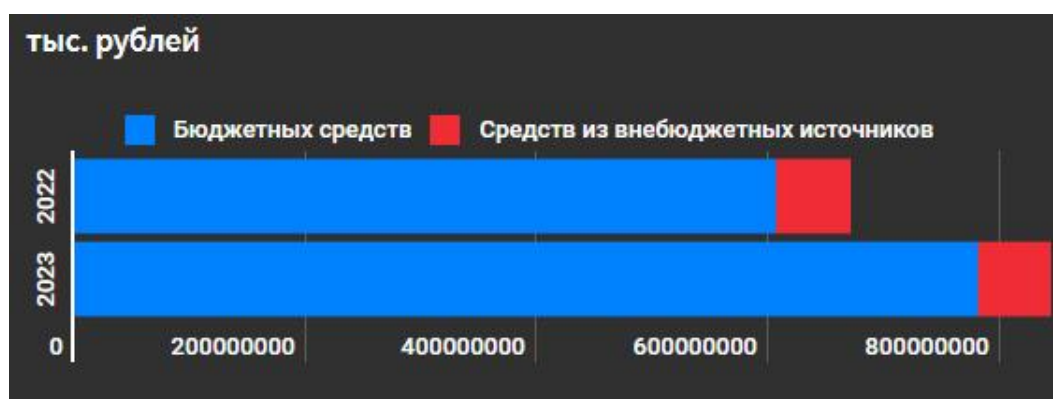 тыс. рублей
Бюджетных средств Средств из внебюджетных источников
2022
2023
0 200000000 400000000 600000000 800000000